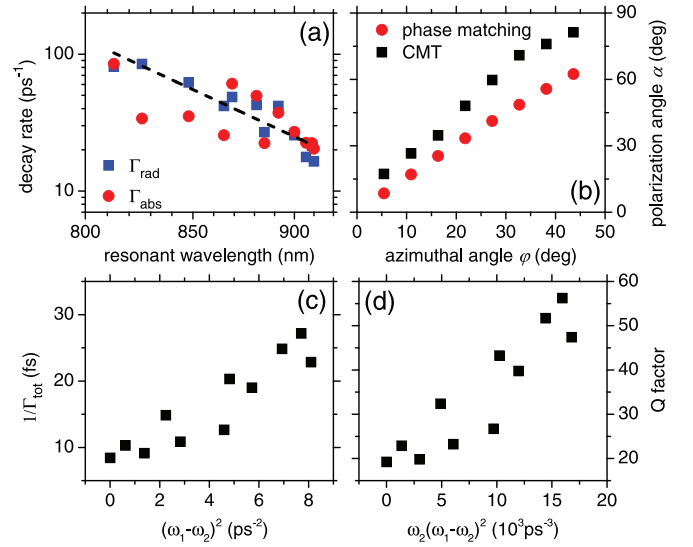 (a)
100
10
decay rate (ps⁻¹)
Γrad
Γabs
800
850
900
resonant wavelength (nm)
phase matching
CMT
(b)
90
60
30
0
polarization angle α (deg)
0
10
20
30
40
50
azimuthal angle φ (deg)
(c)
30
20
10
1/Γtot (fs)
0
2
4
6
8
(ω₁-ω₂)² (ps⁻²)
(d)
60
50
40
30
20
Q factor
0
5
10
15
20
ω₂(ω₁-ω₂)² (10³ps⁻³)